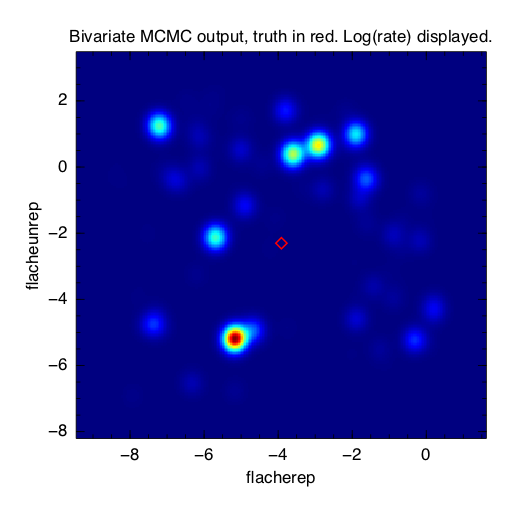 Bivariate MCMC output, truth in red. Log(rate) displayed.
2
0
−2
−4
−6
−8
flacheunrep
−8 −6 −4 −2 0
flacherep